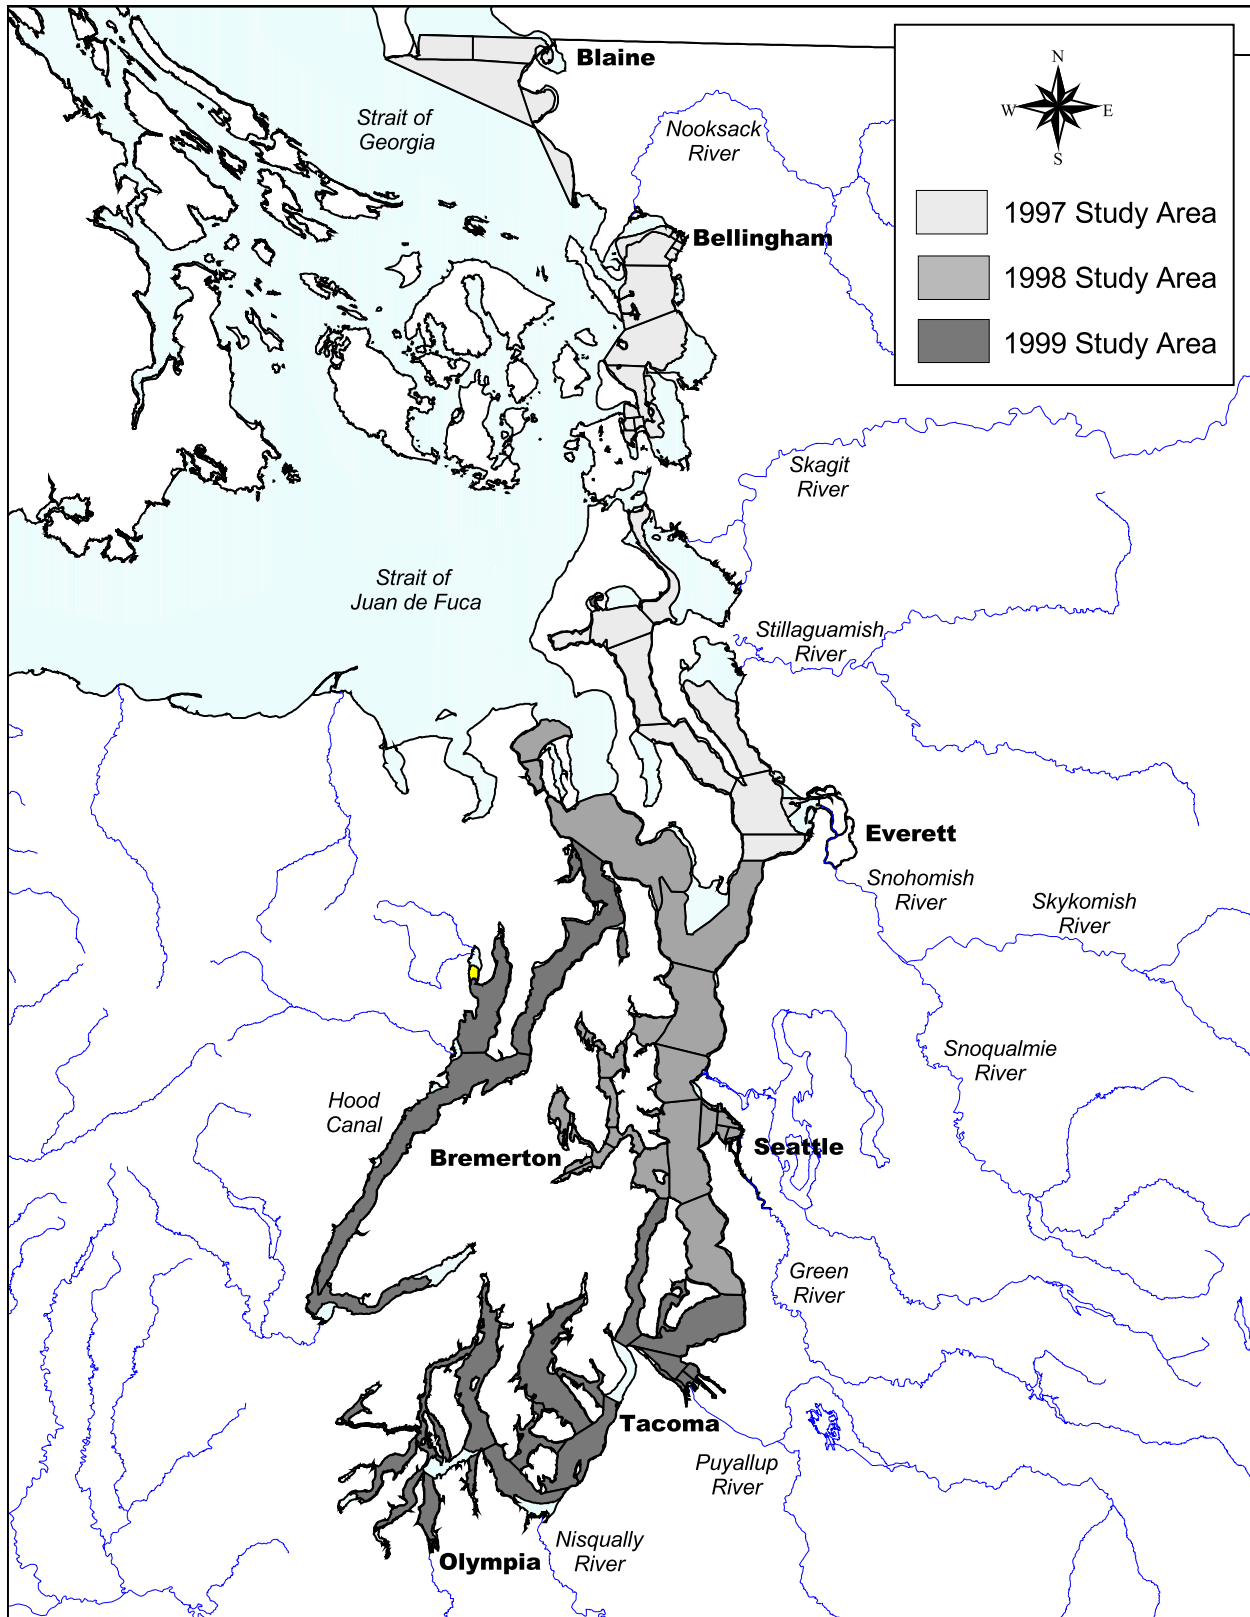 Blaine
N
W
E
S
Strait of
Georgia
Nooksack
River
1997 Study Area
Bellingham
1998 Study Area
1999 Study Area
Skagit
River
Strait of
Juan de Fuca
Stillaguamish
River
Everett
Snohomish
River
Skykomish
River
Snoqualmie
River
Hood
Canal
Bremerton
Seattle
Green
River
Tacoma
Puyallup
River
Nisqually
River
Olympia